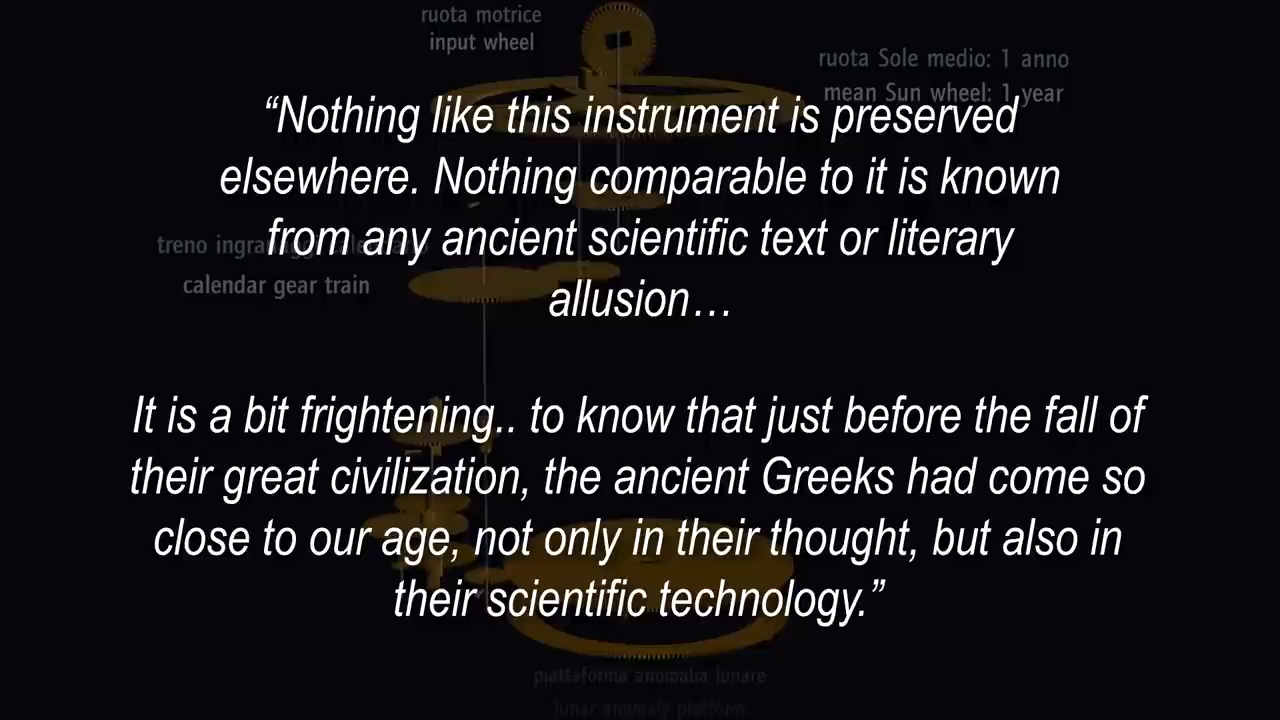 ruota motrice
input wheel
ruota Sole medio: 1 anno
mean Sun wheel: 1 year
“Nothing like this instrument is preserved
elsewhere. Nothing comparable to it is known
from any ancient scientific text or literary
allusion…
treno ingranaggi calendario
calendar gear train
It is a bit frightening.. to know that just before the fall of
their great civilization, the ancient Greeks had come so
close to our age, not only in their thought, but also in
their scientific technology.”
piattaforma anomalia lunare
lunar anomaly platform